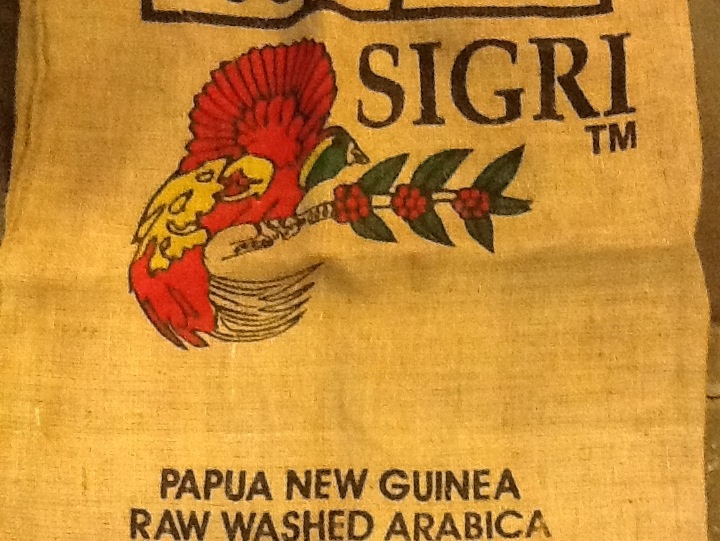 SIGRI
TM
PAPUA NEW GUINEA
RAW WASHED ARABICA